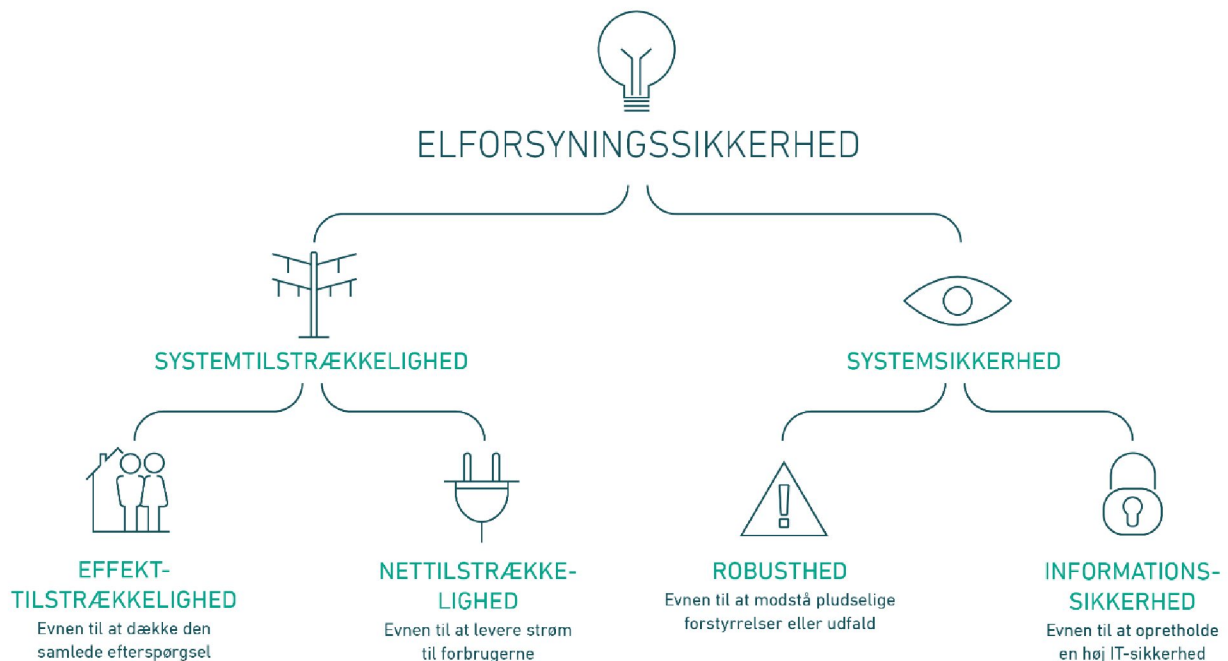 ELFORSYNINGSSIKKERHED
SYSTEMTILSTRÆKKELIGHED
SYSTEMSIKKERHED
EFFEKT-
TILSTRÆKKELIGHED
Evnen til at dække den
samlede efterspørgsel
NETTILSTRÆKKE-
LIGHED
Evnen til at levere strøm
til forbrugerne
ROBUSTHED
Evnen til at modstå pludselige
forstyrrelser eller udfald
INFORMATIONS-
SIKKERHED
Evnen til at opretholde
en høj IT-sikkerhed